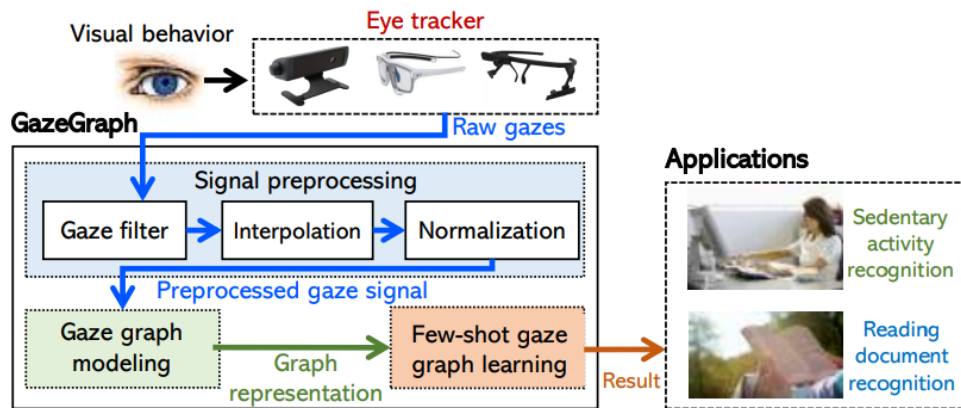 Eye tracker
Visual behavior
GazeGraph
Raw gazes
Signal preprocessing
Gaze filter
Interpolation
Normalization
Preprocessed gaze signal
Gaze graph
modeling
Graph
representation
Few-shot gaze
graph learning
Result
Applications
Sedentary
activity
recognition
Reading
document
recognition